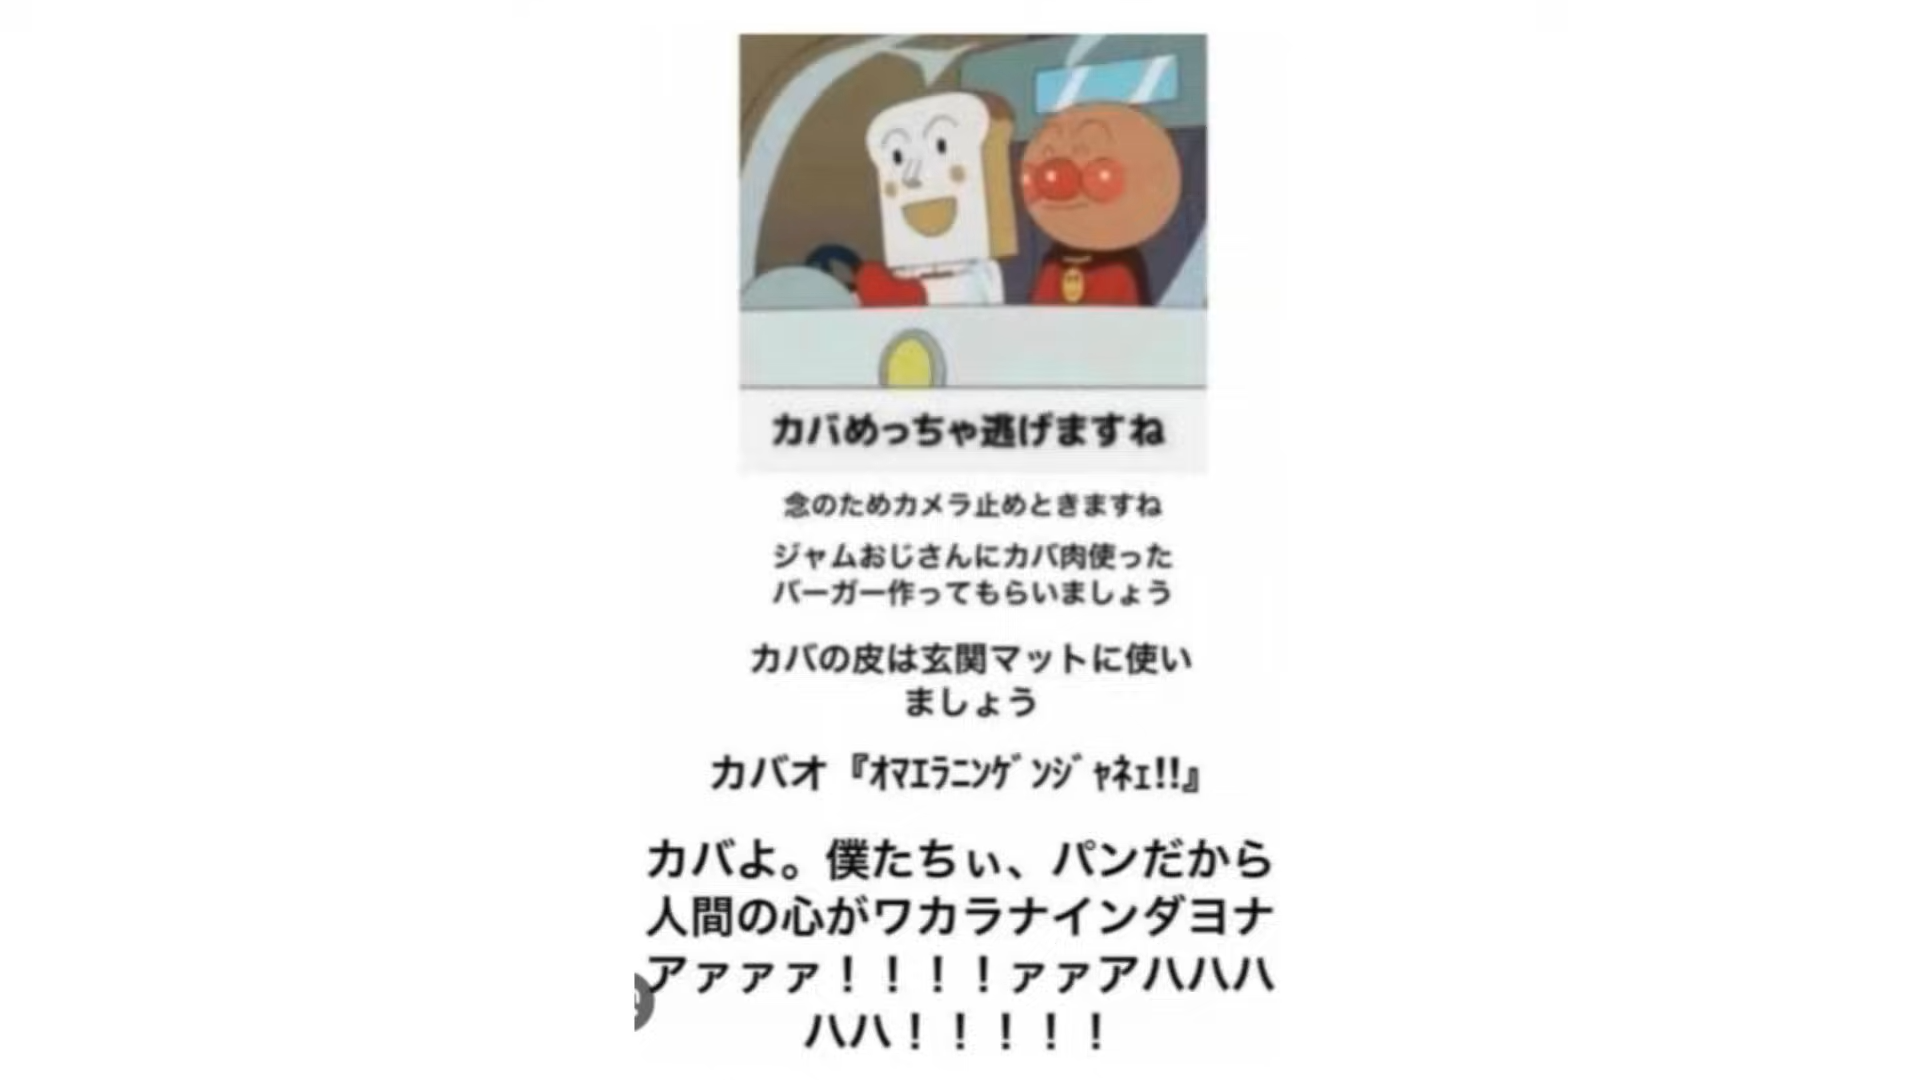 カバめっちゃ逃げますね
念のためカメラ止めときますね
ジャムおじさんにカバ肉使った
バーガー作ってもらいましょう
カバの皮は玄関マットに使い
ましょう
カバオ『ｵﾏｴﾗﾆﾝｹﾞﾝｼﾞｬﾈｪ!!』
カバよ。僕たちぃ、パンだから
人間の心がワカラナインダヨナ
アァァァ！！！！ァァアハハハ
ハハ！！！！！